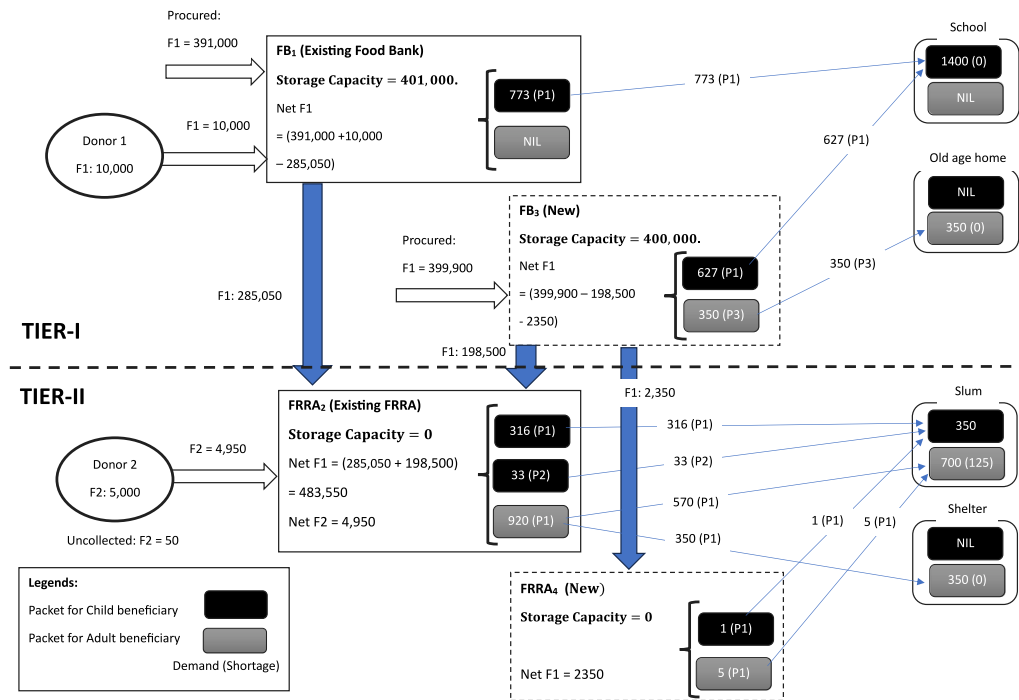 Procured:
F1 = 391,000
Donor 1
F1: 10,000
F1 = 10,000
FB₁ (Existing Food Bank)
Storage Capacity = 401,000.
Net F1
= (391,000 +10,000
– 285,050)
773 (P1)
NIL
773 (P1)
School
1400 (0)
NIL
627 (P1)
Old age home
NIL
350 (0)
Procured:
F1 = 399,900
FB₃ (New)
Storage Capacity = 400,000.
Net F1
= (399,900 – 198,500
- 2350)
627 (P1)
350 (P3)
350 (P3)
F1: 285,050
TIER-I
F1: 198,500
TIER-II
F1: 2,350
Donor 2
F2: 5,000
F2 = 4,950
Uncollected: F2 = 50
FRRA₂ (Existing FRRA)
Storage Capacity = 0
Net F1 = (285,050 + 198,500)
= 483,550
Net F2 = 4,950
316 (P1)
33 (P2)
920 (P1)
316 (P1)
33 (P2)
570 (P1)
350 (P1)
1 (P1)
5 (P1)
Slum
350
700 (125)
Shelter
NIL
350 (0)
FRRA₄ (New)
Storage Capacity = 0
Net F1 = 2350
1 (P1)
5 (P1)
Legends:
Packet for Child beneficiary
Packet for Adult beneficiary
Demand (Shortage)